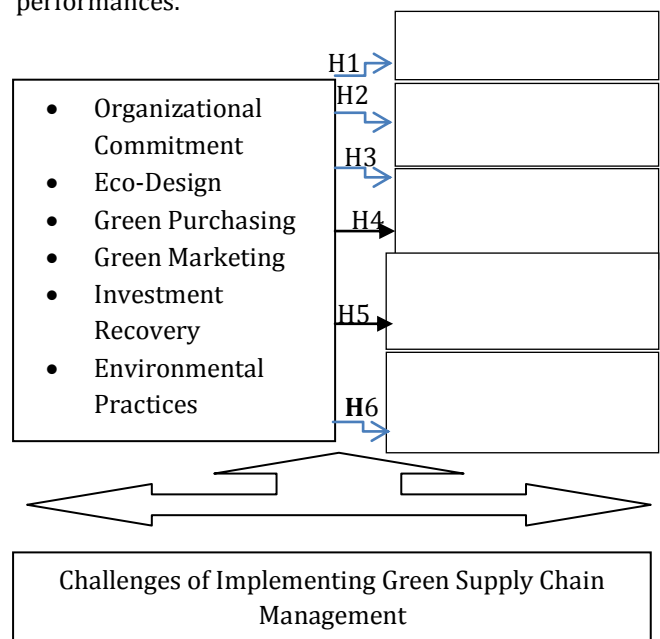 performances.
H1
H2
H3
H4
H5
H6
• Organizational
Commitment
• Eco-Design
• Green Purchasing
• Green Marketing
• Investment
Recovery
• Environmental
Practices
Challenges of Implementing Green Supply Chain
Management